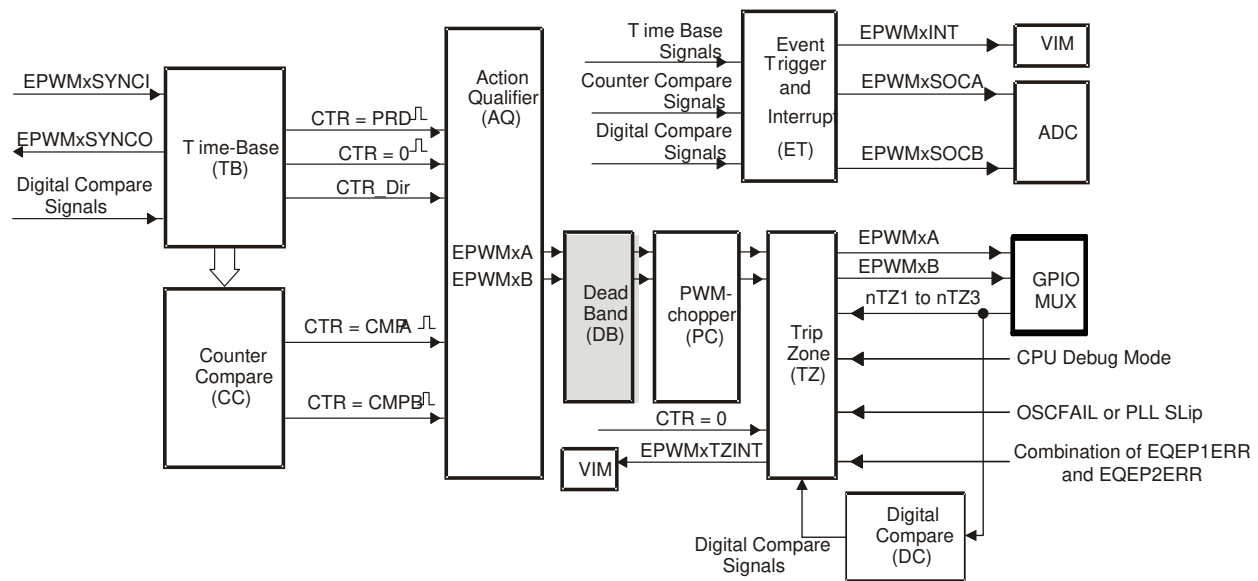 EPWMxSYNCI
EPWMxSYNCO
Digital Compare
Signals
Time-Base
(TB)
CTR = PRD
CTR = 0
CTR_Dir
Counter
Compare
(CC)
CTR = CMPA
CTR = CMPB
Action
Qualifier
(AQ)
EPWMxA
EPWMxB
Time Base
Signals
Counter Compare
Signals
Digital Compare
Signals
Event
Trigger
and
Interrupt
(ET)
EPWMxINT
EPWMxSOCA
EPWMxSOCB
VIM
ADC
Dead
Band
(DB)
PWM-
chopper
(PC)
Trip
Zone
(TZ)
EPWMxA
EPWMxB
nTZ1 to nTZ3
GPIO
MUX
CPU Debug Mode
OSCFAIL or PLL SLip
Combination of EQEP1ERR
and EQEP2ERR
CTR = 0
EPWMxTZINT
VIM
Digital Compare
Signals
Digital
Compare
(DC)